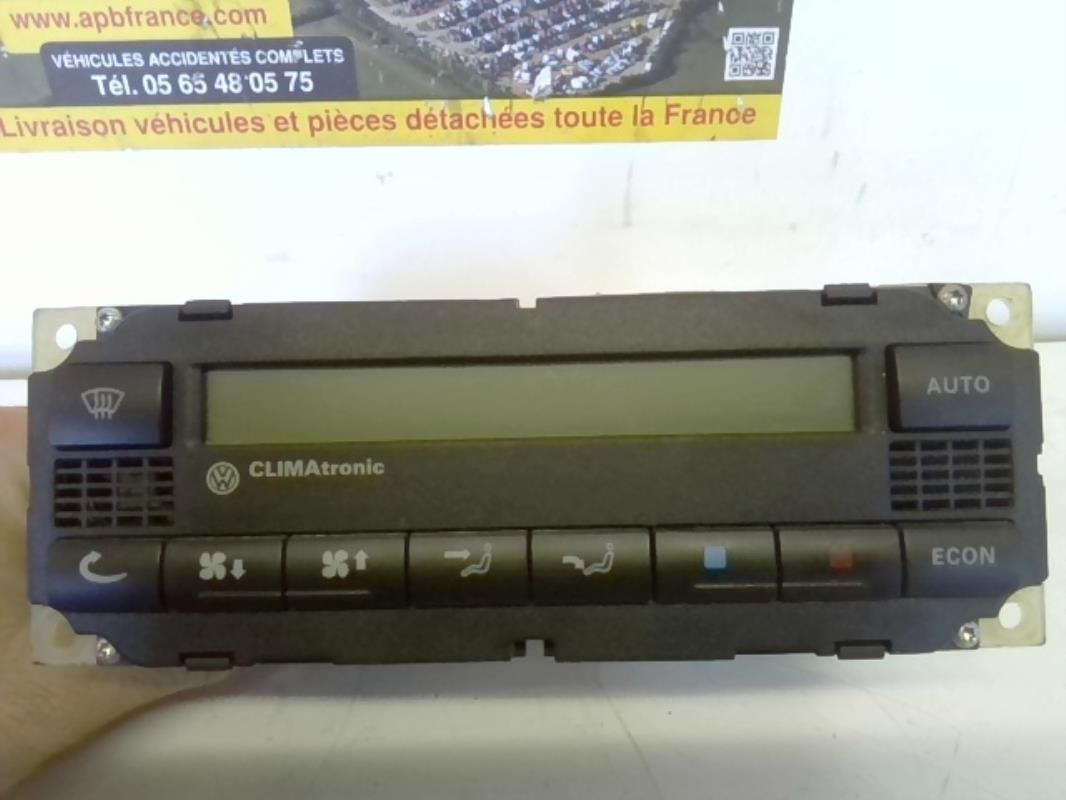 www.apbfrance.com
VÉHICULES ACCIDENTÉS COMPLETS
Tél. 05 65 48 05 75
Livraison véhicules et pièces détachées toute la France
AUTO
CLIMAtronic
ECON